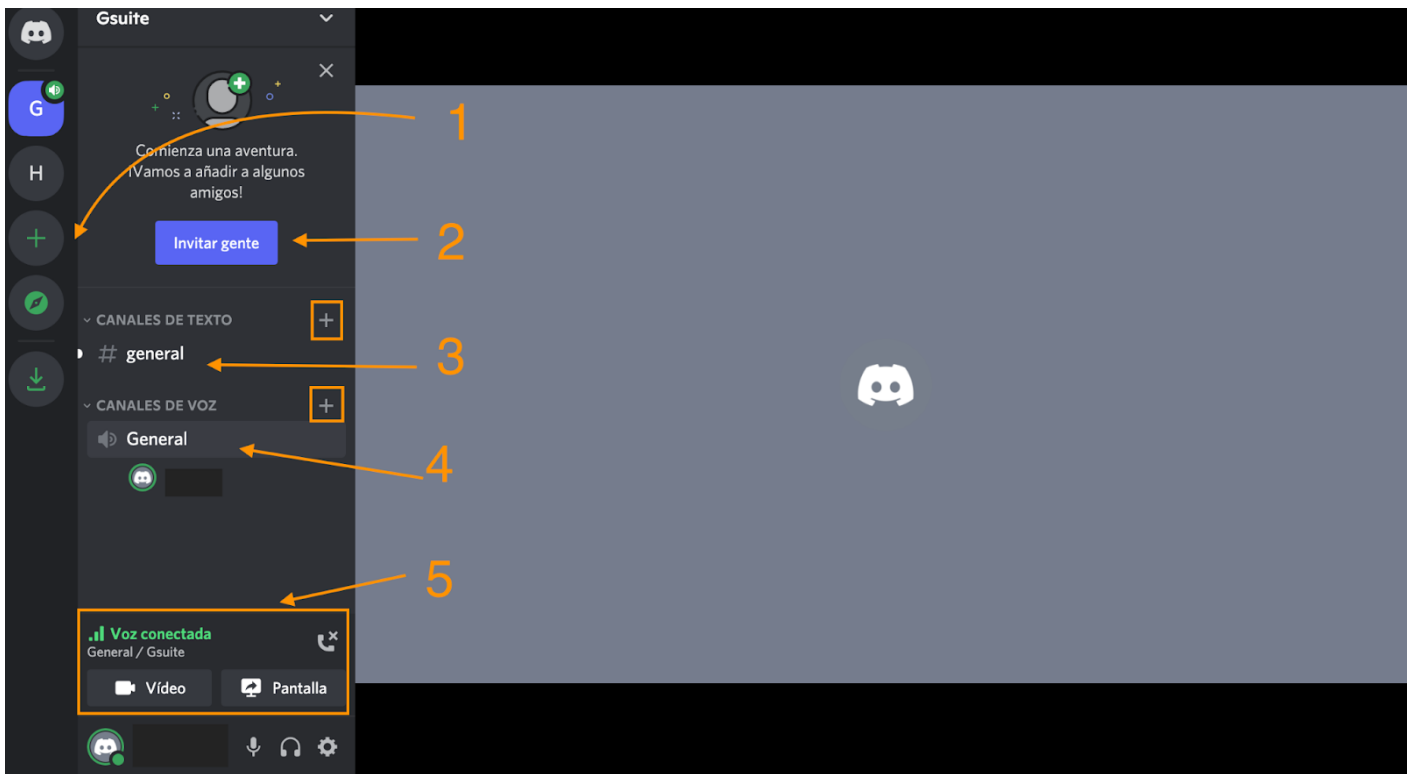 Gsuite
G
1
Comienza una aventura.
¡Vamos a añadir a algunos
amigos!
H
Invitar gente
2
CANALES DE TEXTO
# general
3
CANALES DE VOZ
General
4
5
Voz conectada
General / Gsuite
Vídeo
Pantalla